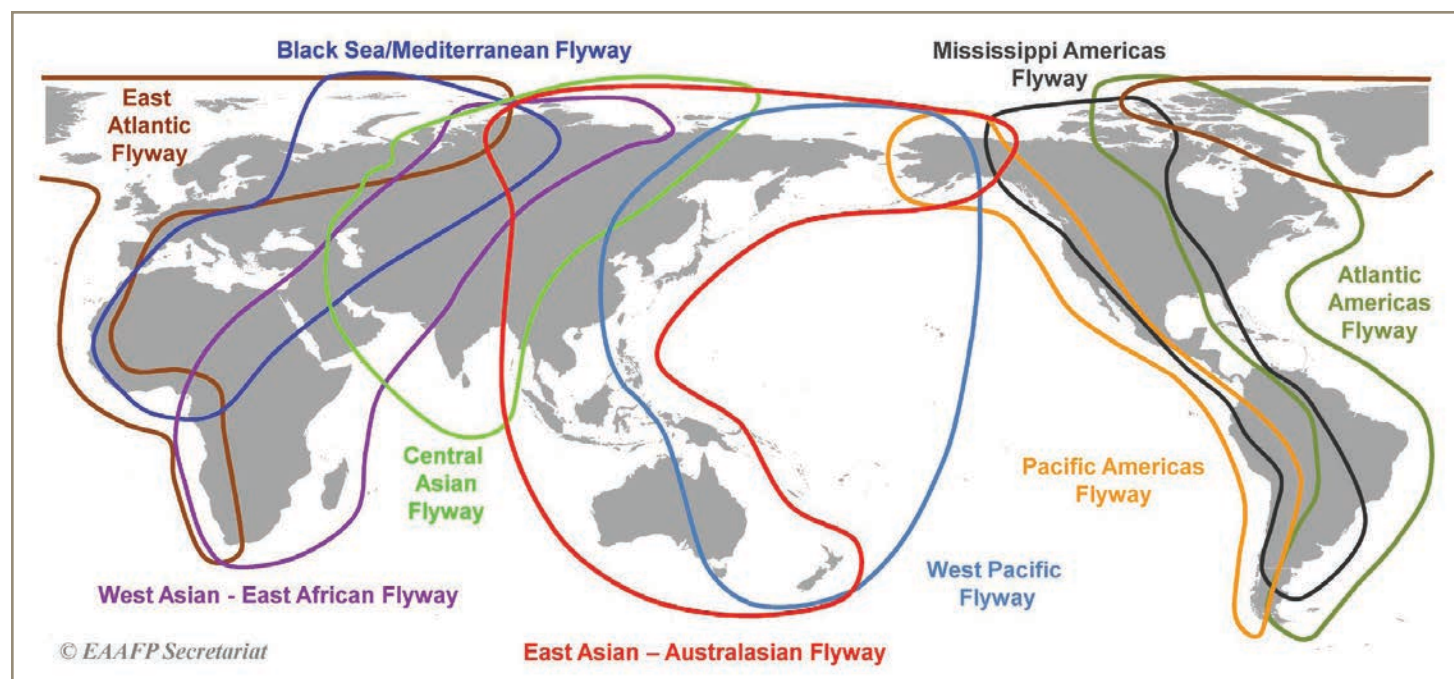 Black Sea/Mediterranean Flyway
Mississippi Americas
Flyway
East
Atlantic
Flyway
Atlantic
Americas
Flyway
Central
Asian
Flyway
Pacific Americas
Flyway
West Pacific
Flyway
West Asian - East African Flyway
© EAAFP Secretariat
East Asian – Australasian Flyway